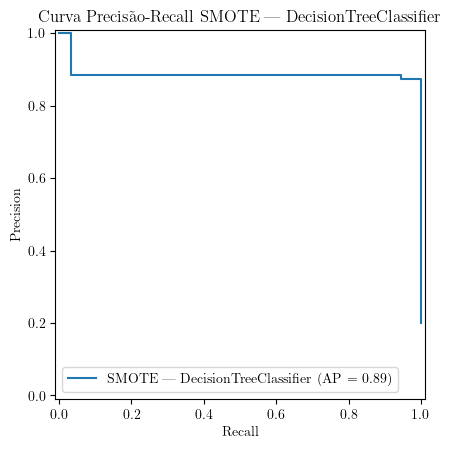 Curva Precisão-Recall SMOTE — DecisionTreeClassifier
1.0
0.8
0.6
0.4
0.2
0.0
Precision
SMOTE — DecisionTreeClassifier (AP = 0.89)
0.0 0.2 0.4 0.6 0.8 1.0
Recall